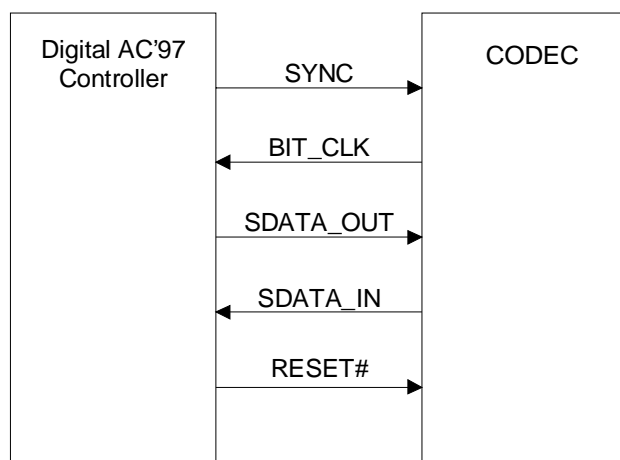 Digital AC'97
Controller
CODEC
SYNC
BIT_CLK
SDATA_OUT
SDATA_IN
RESET#